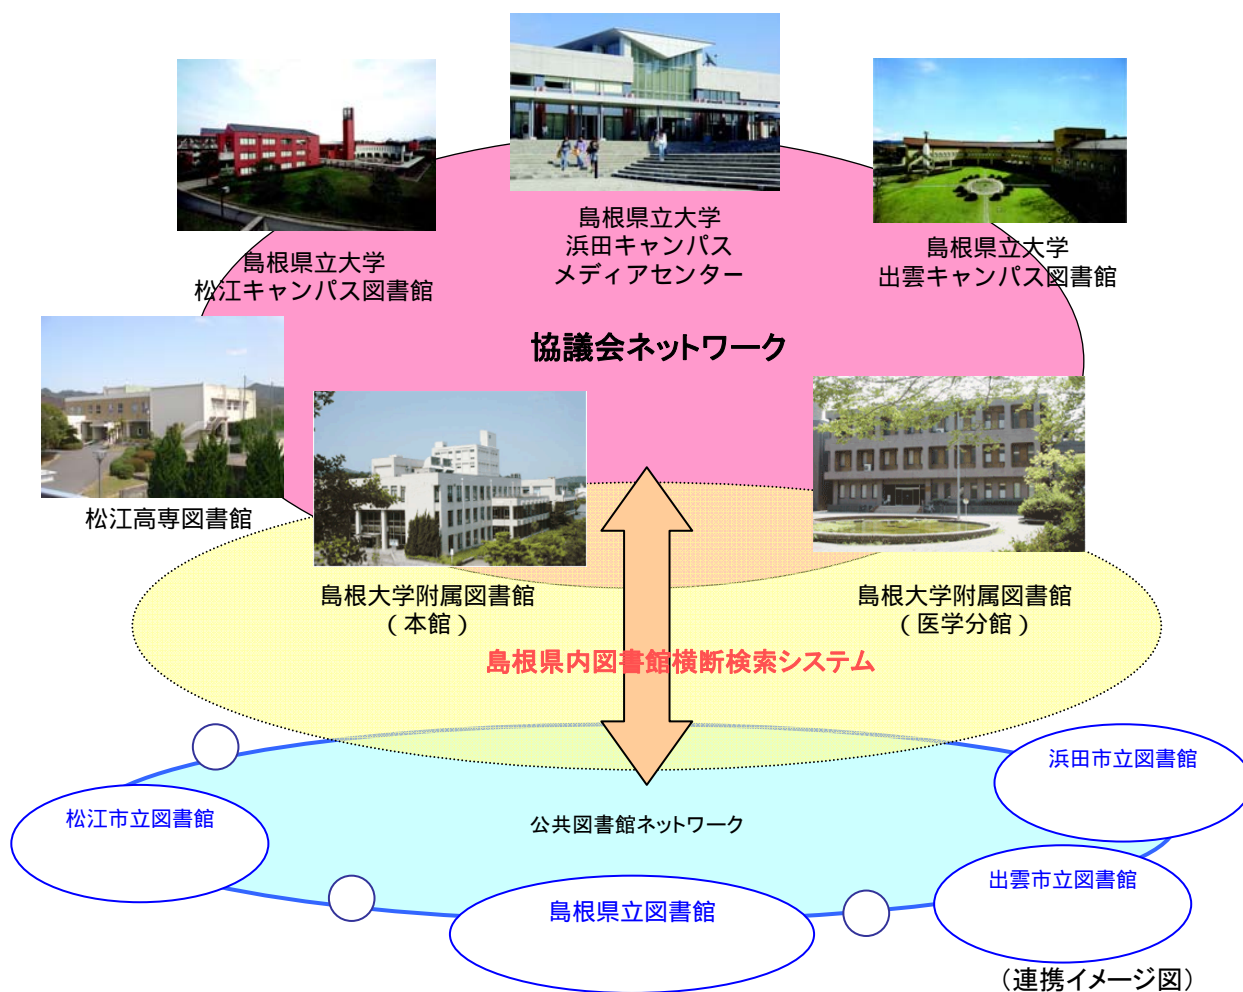 島根県立大学
浜田キャンパス
メディアセンター
島根県立大学
松江キャンパス図書館
島根県立大学
出雲キャンパス図書館
協議会ネットワーク
松江高専図書館
島根大学附属図書館
（本館）
島根大学附属図書館
（医学分館）
島根県内図書館横断検索システム
浜田市立図書館
松江市立図書館
公共図書館ネットワーク
出雲市立図書館
島根県立図書館
（連携イメージ図）